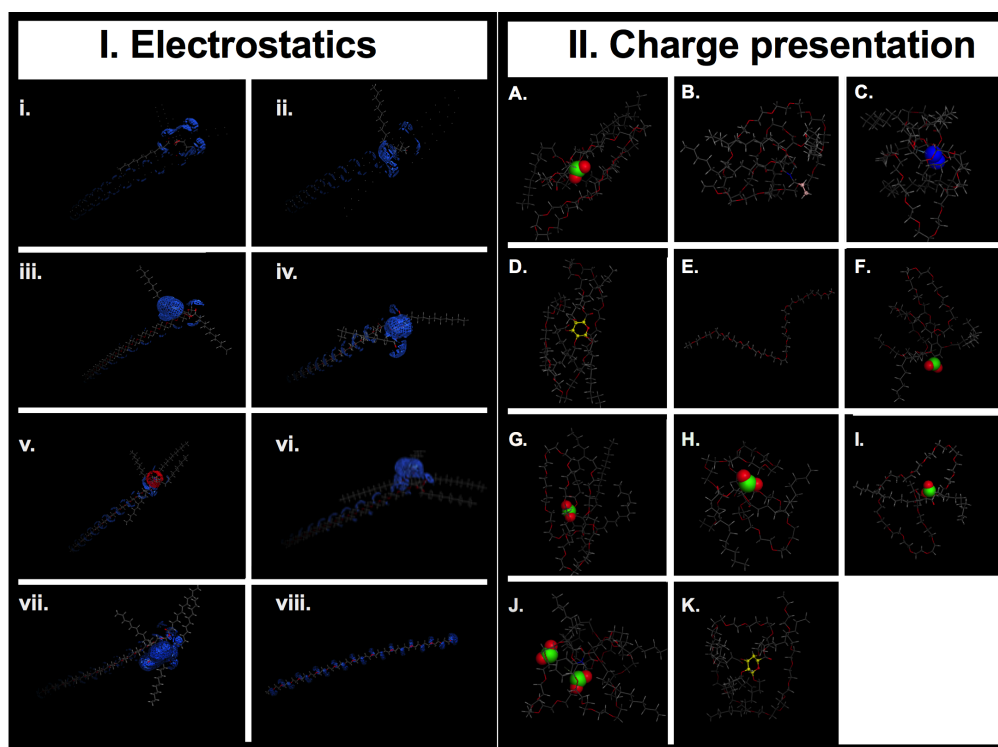 I. Electrostatics
II. Charge presentation
i.
ii.
iii.
iv.
v.
vi.
vii.
viii.
A.
B.
C.
D.
E.
F.
G.
H.
I.
J.
K.